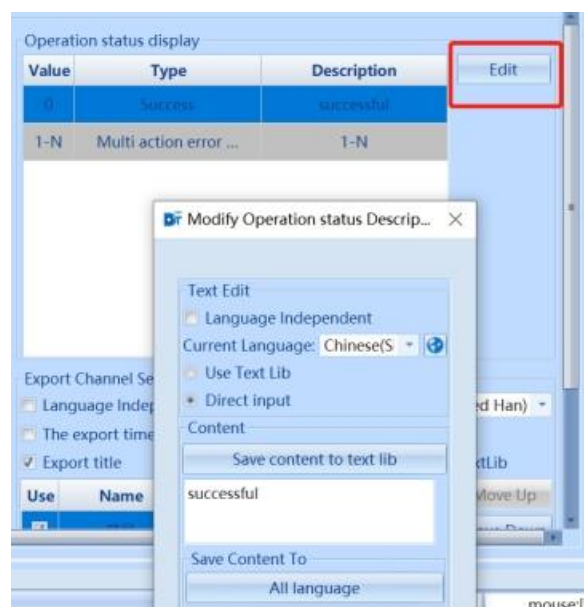 Operation status display
Value Type Description Edit
0 Success successful
1-N Multi action error ... 1-N
Modify Operation status Descrip...
Text Edit
Language Independent
Current Language: Chinese(S
Use Text Lib
Direct input
Content
Save content to text lib
successful
Save Content To
All language
Export Channel Se
Language Indep
ed Han)
The export time
Export title
xtLib
Use Name
Move Up
mouse: